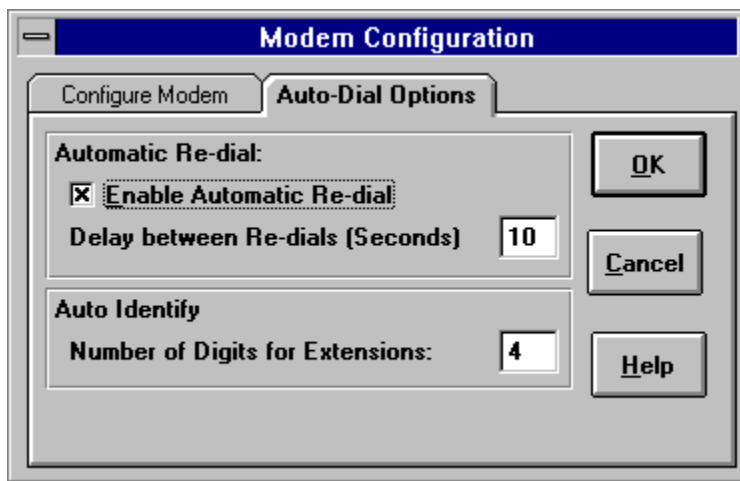 Modem Configuration
Configure Modem
Auto-Dial Options
Automatic Re-dial:
Enable Automatic Re-dial
Delay between Re-dials (Seconds) 10
Auto Identify
Number of Digits for Extensions: 4
OK
Cancel
Help